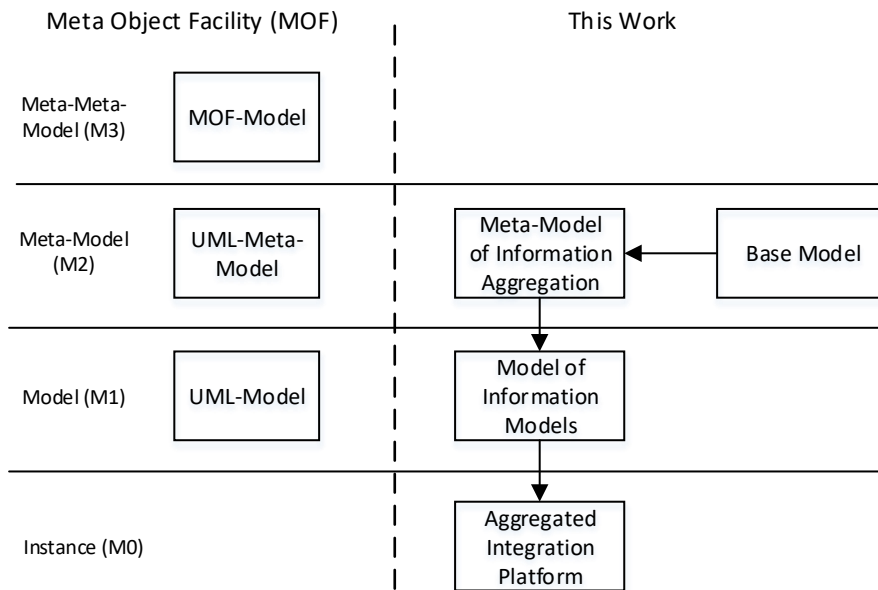 Meta Object Facility (MOF)
This Work
Meta-Meta-
Model (M3)
MOF-Model
Meta-Model
(M2)
UML-Meta-
Model
Meta-Model
of Information
Aggregation
Base Model
Model (M1)
UML-Model
Model of
Information
Models
Instance (M0)
Aggregated
Integration
Platform